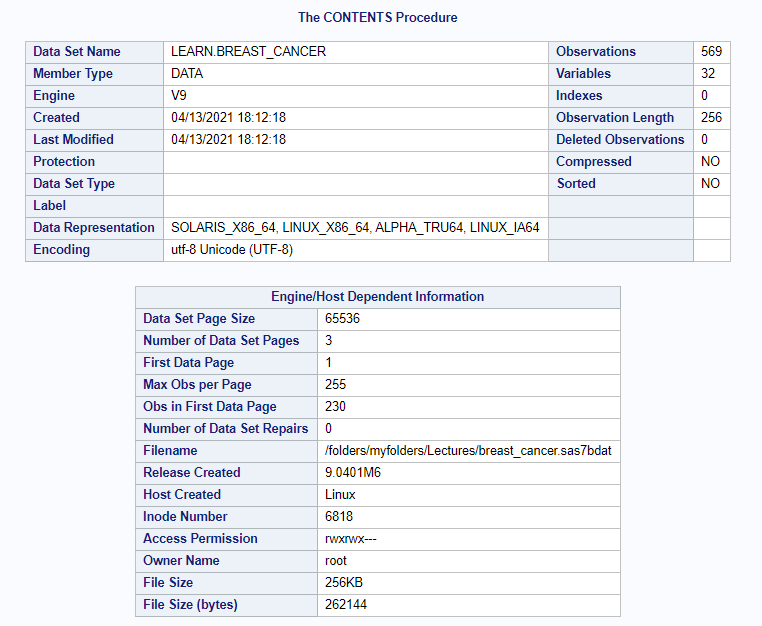 The CONTENTS Procedure
Data Set Name LEARN.BREAST_CANCER Observations 569
Member Type DATA Variables 32
Engine V9 Indexes 0
Created 04/13/2021 18:12:18 Observation Length 256
Last Modified 04/13/2021 18:12:18 Deleted Observations 0
Protection Compressed NO
Data Set Type Sorted NO
Label
Data Representation SOLARIS_X86_64, LINUX_X86_64, ALPHA_TRU64, LINUX_IA64
Encoding utf-8 Unicode (UTF-8)
Engine/Host Dependent Information
Data Set Page Size 65536
Number of Data Set Pages 3
First Data Page 1
Max Obs per Page 255
Obs in First Data Page 230
Number of Data Set Repairs 0
Filename /folders/myfolders/Lectures/breast_cancer.sas7bdat
Release Created 9.0401M6
Host Created Linux
Inode Number 6818
Access Permission rwxrwx---
Owner Name root
File Size 256KB
File Size (bytes) 262144